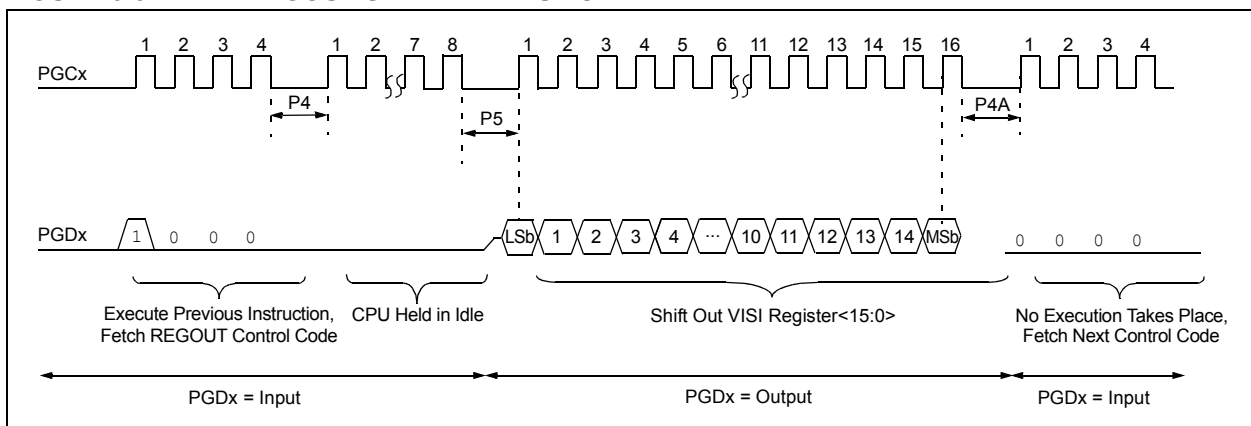 1 2 3 4 1 2 7 8 1 2 3 4 5 6 11 12 13 14 15 16 1 2 3 4
PGCx
P4
P5
P4A
PGDx
1 0 0 0
LSb 1 2 3 4 ... 10 11 12 13 14 MSb
0 0 0 0
Execute Previous Instruction,
Fetch REGOUT Control Code
CPU Held in Idle
Shift Out VISI Register<15:0>
No Execution Takes Place,
Fetch Next Control Code
PGDx = Input
PGDx = Output
PGDx = Input